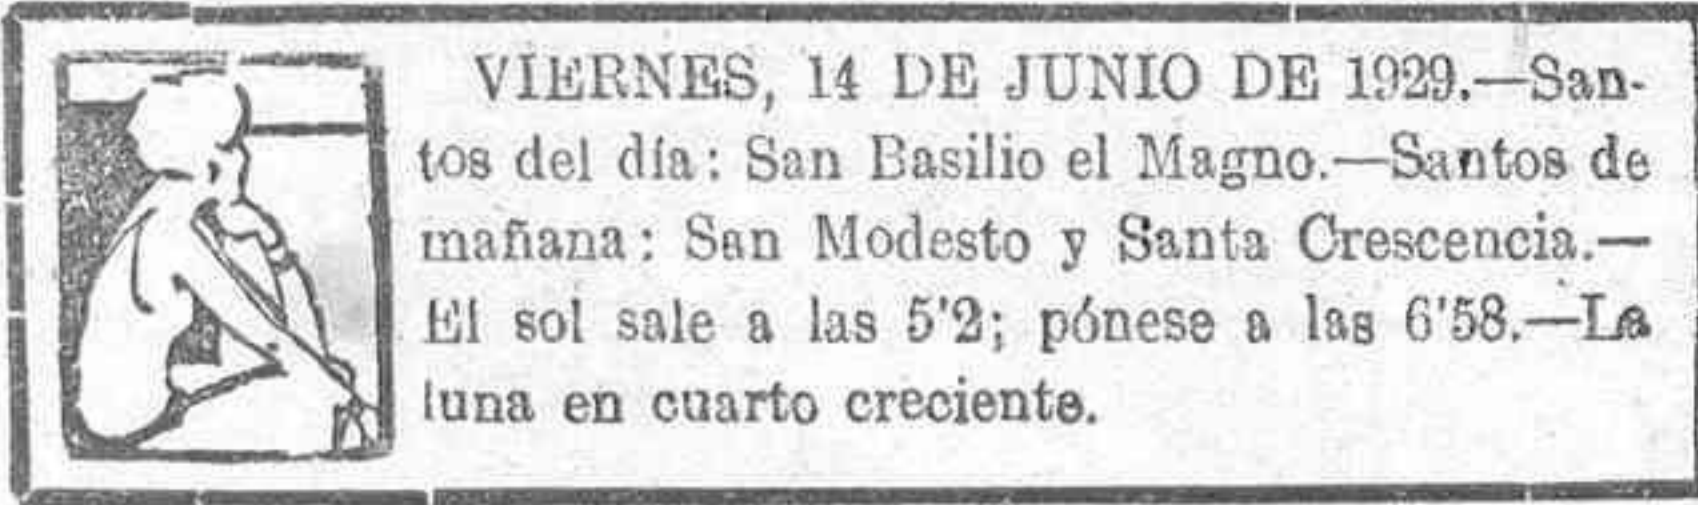 VIERNES, 14 DE JUNIO DE 1929.—San-
tos del día: San Basilio el Magno.—Santos de
mañana: San Modesto y Santa Crescencia.—
El sol sale a las 5'2; pónese a las 6'58.—La
luna en cuarto creciente.